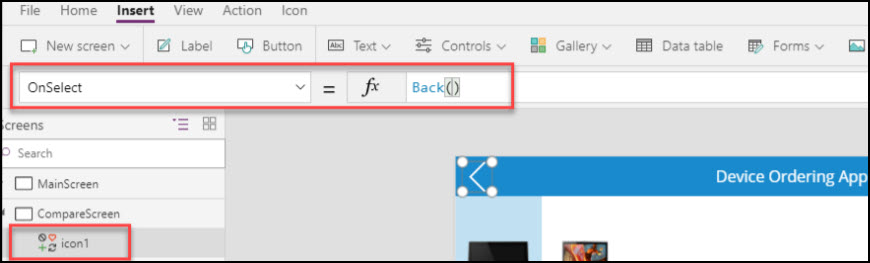 File Home Insert View Action Icon
New screen Label Button Abc Text Controls Gallery Data table Forms
OnSelect = fx Back()
Screens
Search
MainScreen
Device Ordering App
CompareScreen
icon1